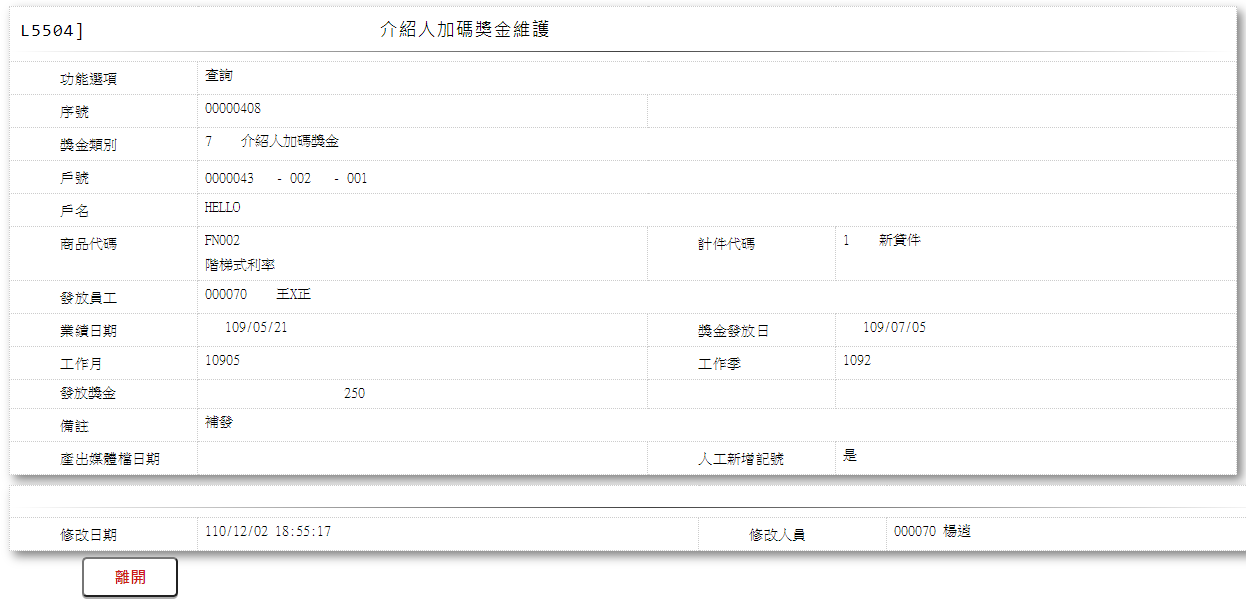 L5504] 介紹人加碼獎金維護
功能選項 查詢
序號 00000408
獎金類別 7 介紹人加碼獎金
戶號 0000043 - 002 - 001
戶名 HELLO
商品代碼 FN002 計件代碼 1 新貸件
階梯式利率
發放員工 000070 王X正
業績日期 109/05/21 獎金發放日 109/07/05
工作月 10905 工作季 1092
發放獎金 250
備註 補發
產出媒體檔日期 人工新增記號 是
修改日期 110/12/02 18:55:17 修改人員 000070 楊
離開